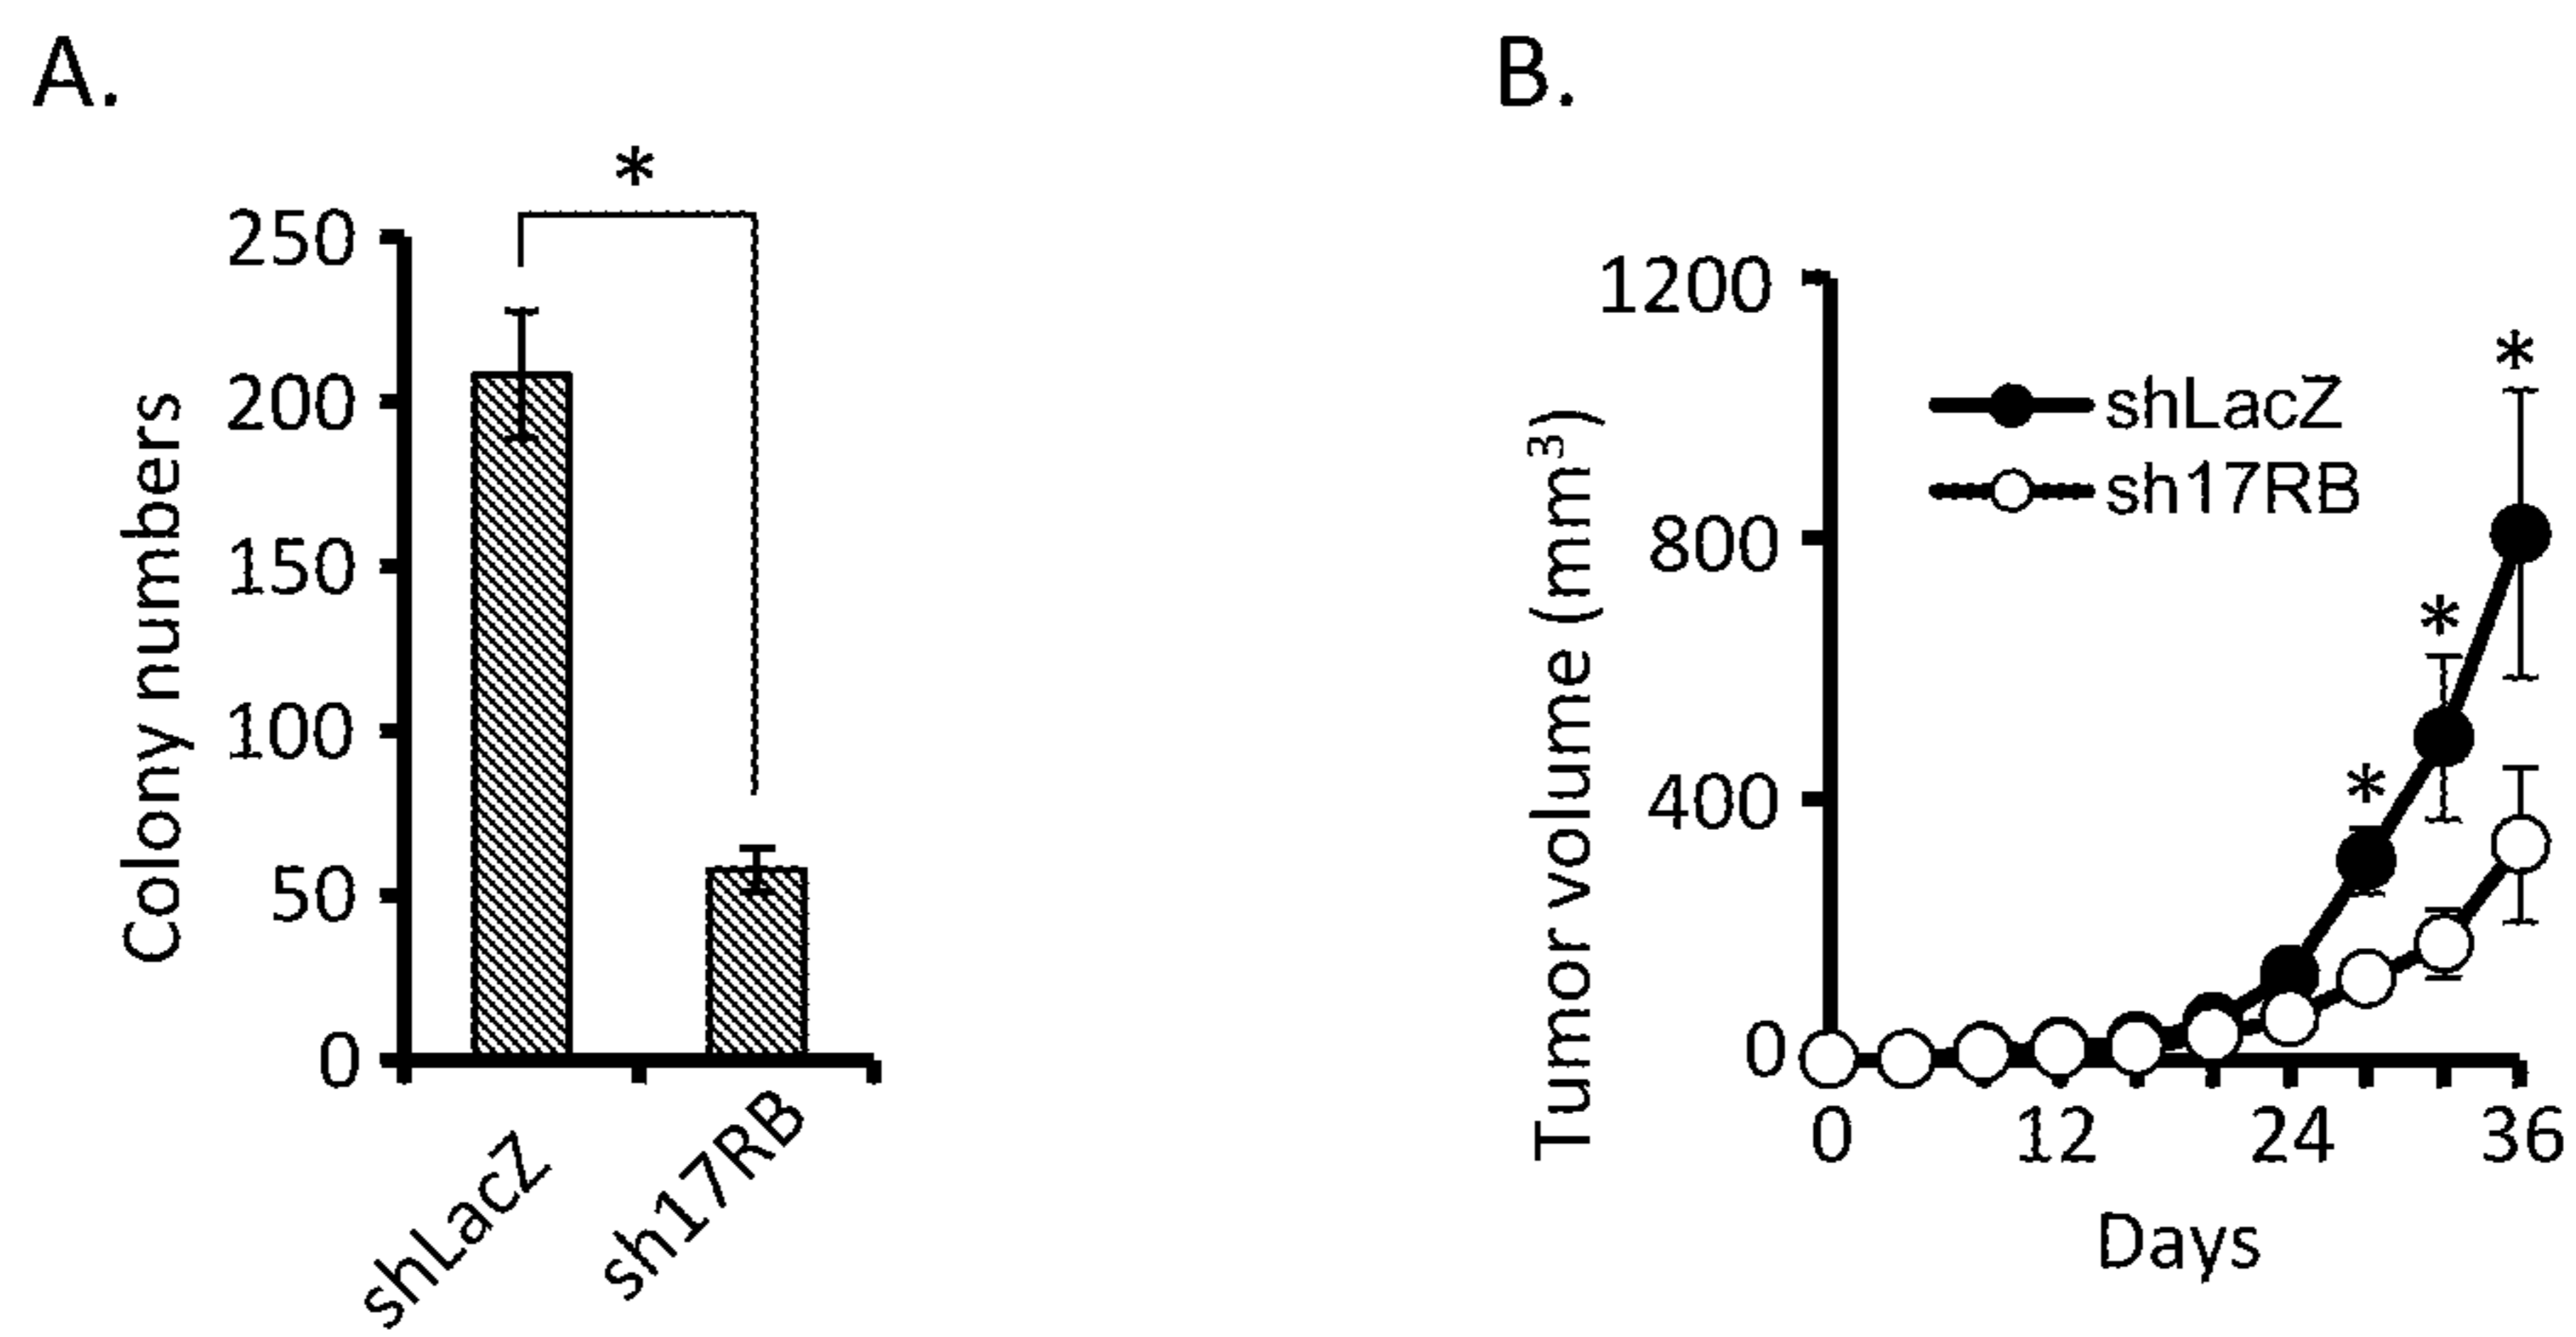 A.
*
250
200
150
100
50
0
Colony numbers
shLacZ
sh17RB
B.
1200
800
400
0
Tumor volume (mm³)
shLacZ
sh17RB
*
*
*
0 12 24 36
Days